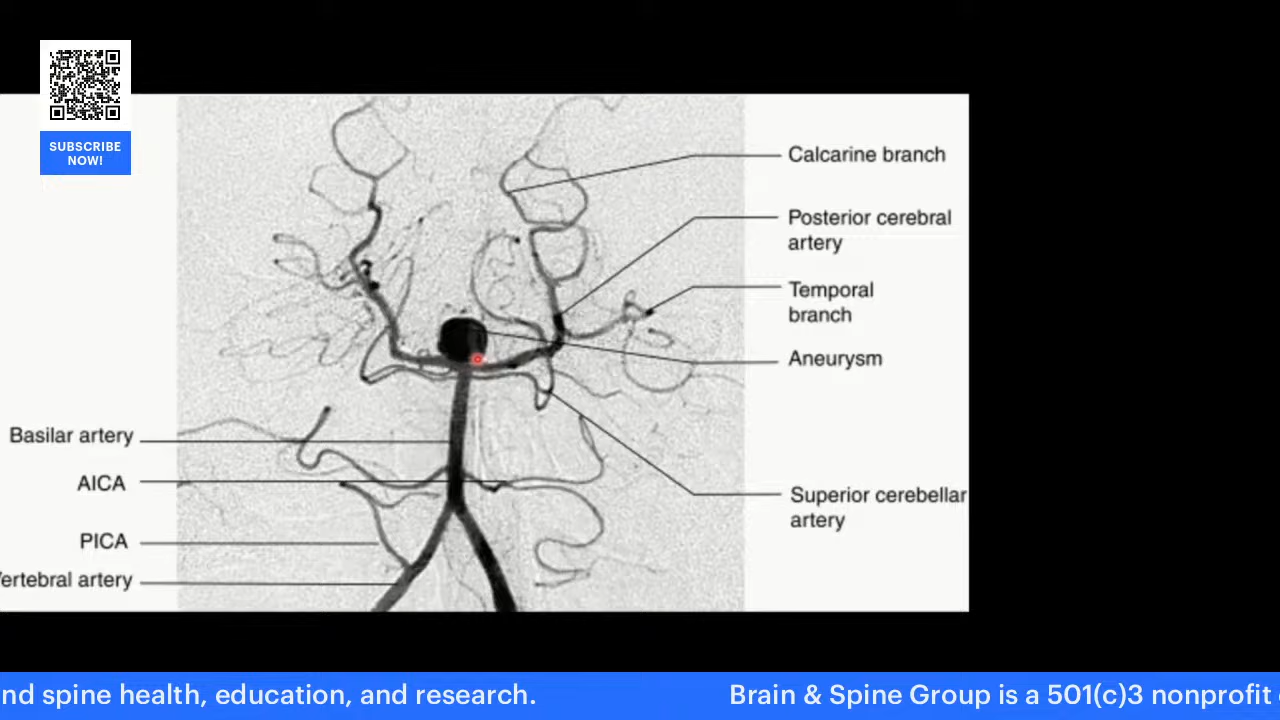 SUBSCRIBE
NOW!
Calcarine branch
Posterior cerebral
artery
Temporal
branch
Aneurysm
Basilar artery
AICA
Superior cerebellar
artery
PICA
ertebral artery
nd spine health, education, and research.
Brain & Spine Group is a 501(c)3 nonprofit